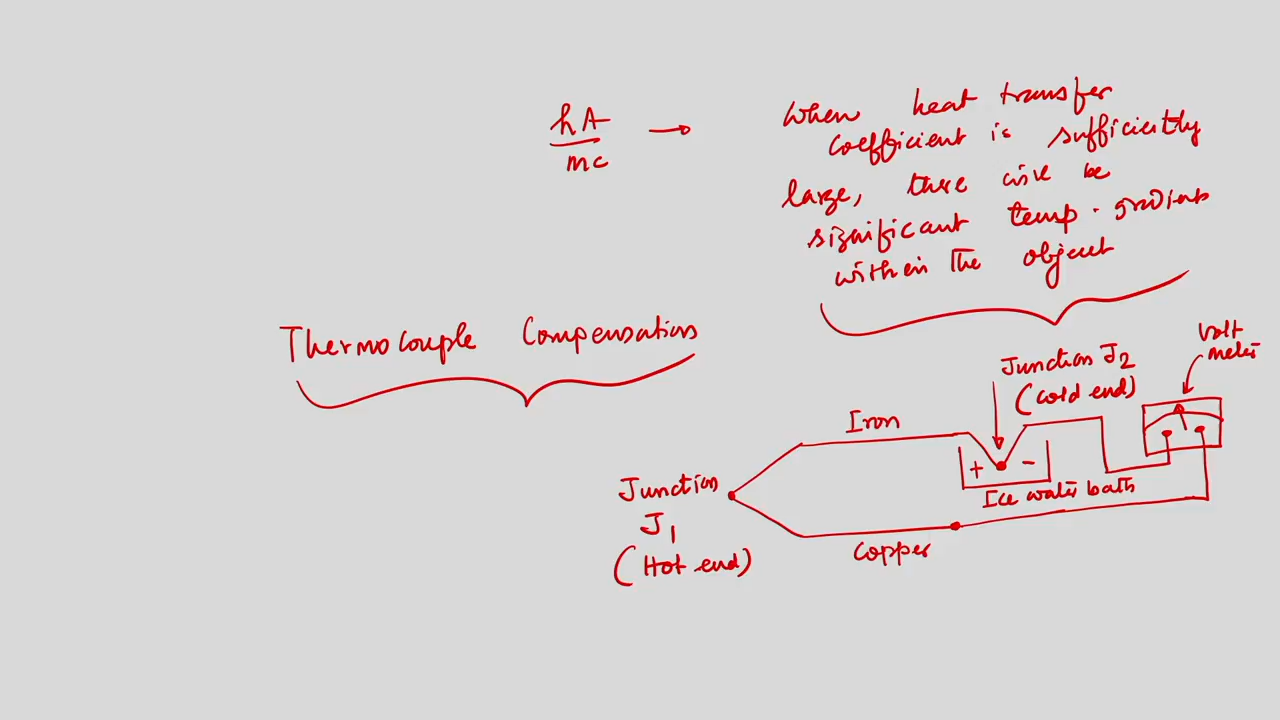 hA
mc
When heat transfer
coefficient is sufficiently
large, there will be
significant temp. gradients
within the object
Thermocouple Compensation
Volt
meter
Junction J2
(cold end)
Iron
+ -
Ice water bath
Junction
J1
(Hot end)
Copper